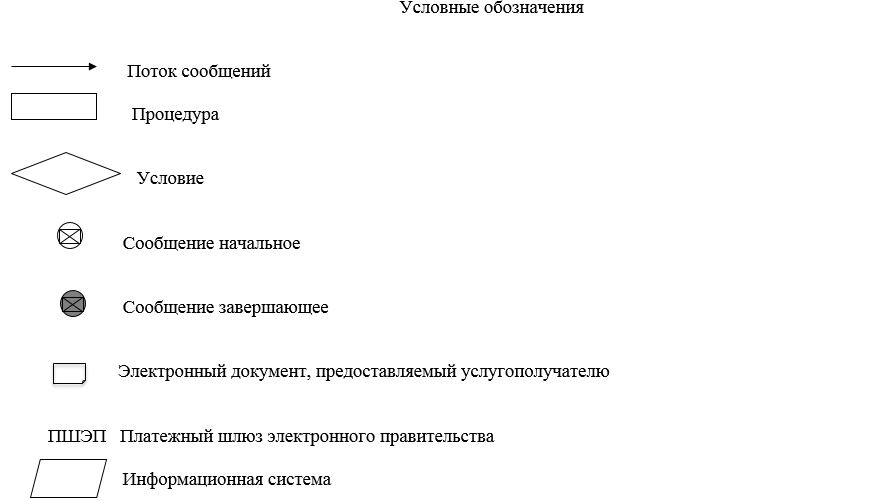 Условные обозначения
Поток сообщений
Процедура
Условие
Сообщение начальное
Сообщение завершающее
Электронный документ, предоставляемый услугополучателю
ПШЭП Платежный шлюз электронного правительства
Информационная система